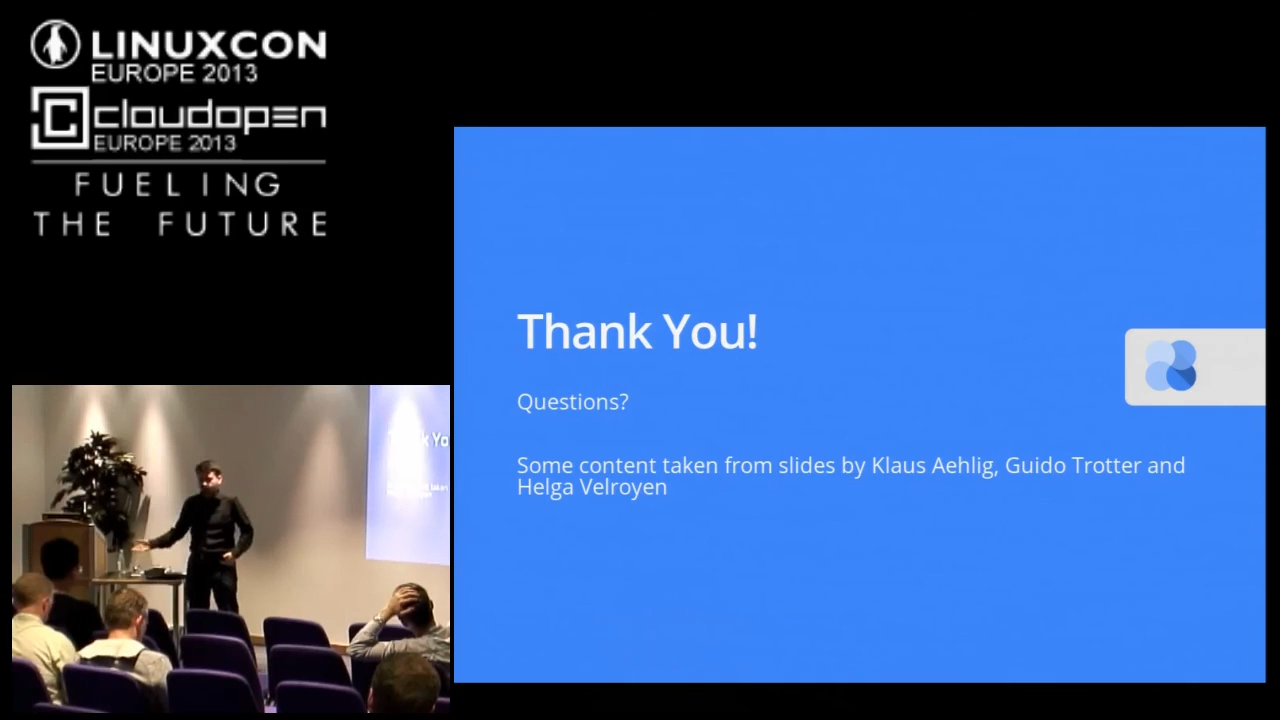 LINUXCON
EUROPE 2013
cloudopen
EUROPE 2013
FUELING
THE FUTURE
Thank You!
Questions?
Some content taken from slides by Klaus Aehlig, Guido Trotter and
Helga Velroyen